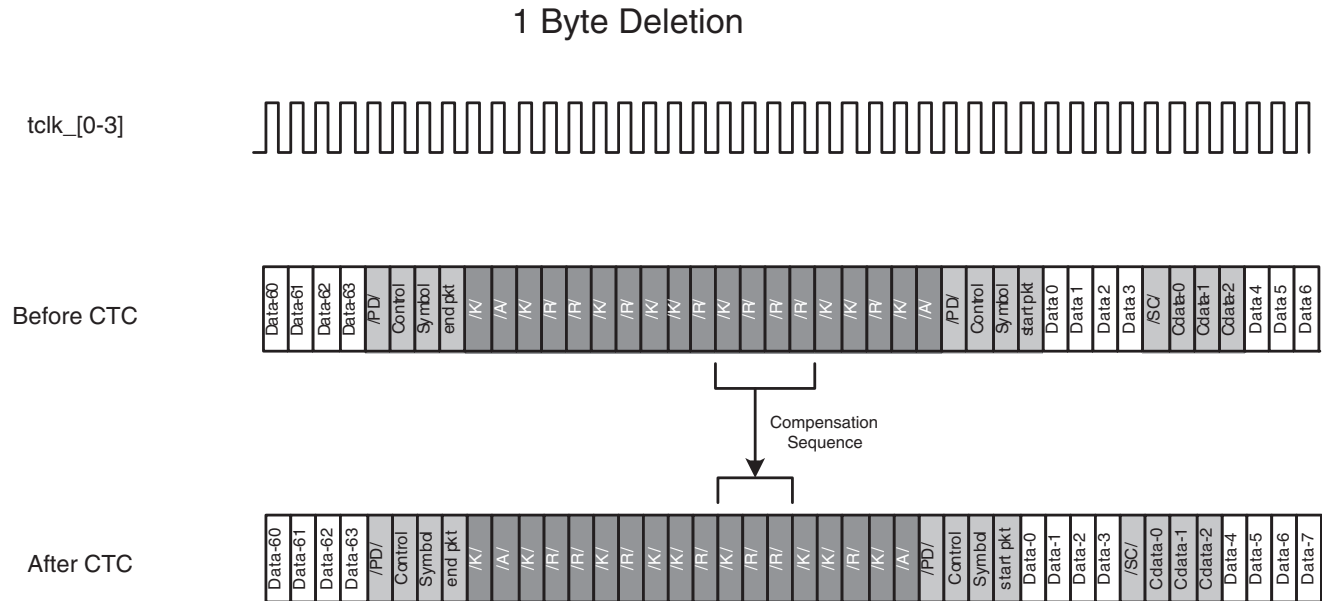 1 Byte Deletion
tclk_[0-3]
Before CTC
Data-60
Data-61
Data-62
Data-63
/PD/
Control
Symbol
end pkt
/K/
/A/
/K/
/R/
/R/
/K/
/R/
/K/
/K/
/R/
/K/
/R/
/R/
/R/
/K/
/K/
/R/
/K/
/A/
/PD/
Control
Symbol
start pkt
Data 0
Data 1
Data 2
Data 3
/SC/
Cdata-0
Cdata-1
Cdata-2
Data 4
Data 5
Data 6
Compensation
Sequence
After CTC
Data-60
Data-61
Data-62
Data-63
/PD/
Control
Symbol
end pkt
/K/
/A/
/K/
/R/
/R/
/K/
/R/
/K/
/K/
/R/
/K/
/R/
/R/
/K/
/K/
/R/
/K/
/A/
/PD/
Control
Symbol
start pkt
Data-0
Data-1
Data-2
Data-3
/SC/
Cdata-0
Cdata-1
Cdata-2
Data-4
Data-5
Data-6
Data-7